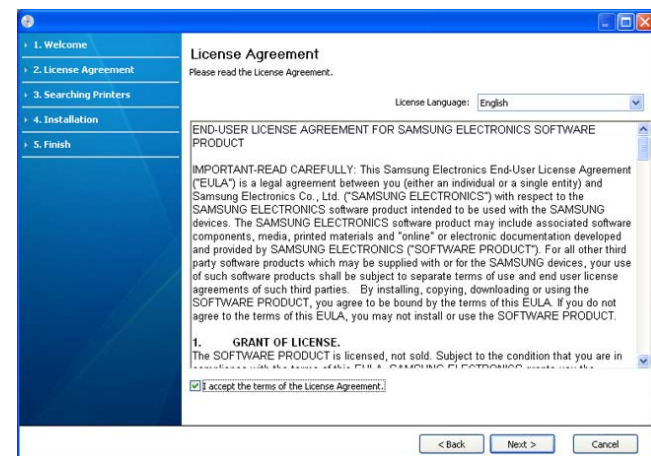 1. Welcome
2. License Agreement
3. Searching Printers
4. Installation
5. Finish
License Agreement
Please read the License Agreement.
License Language: English
END-USER LICENSE AGREEMENT FOR SAMSUNG ELECTRONICS SOFTWARE
PRODUCT
IMPORTANT-READ CAREFULLY: This Samsung Electronics End-User License Agreement
("EULA") is a legal agreement between you (either an individual or a single entity) and
Samsung Electronics Co., Ltd. ("SAMSUNG ELECTRONICS") with respect to the
SAMSUNG ELECTRONICS software product intended to be used with the SAMSUNG
devices. The SAMSUNG ELECTRONICS software product may include associated software
components, media, printed materials and "online" or electronic documentation developed
and provided by SAMSUNG ELECTRONICS ("SOFTWARE PRODUCT"). For all other third
party software products which may be supplied with or for the SAMSUNG devices, your use
of such software products shall be subject to separate terms of use and end user license
agreements of such third parties. By installing, copying, downloading or using the
SOFTWARE PRODUCT, you agree to be bound by the terms of this EULA. If you do not
agree to the terms of this EULA, you may not install or use the SOFTWARE PRODUCT.
1. GRANT OF LICENSE.
The SOFTWARE PRODUCT is licensed, not sold. Subject to the condition that you are in
I accept the terms of the License Agreement.
< Back Next > Cancel